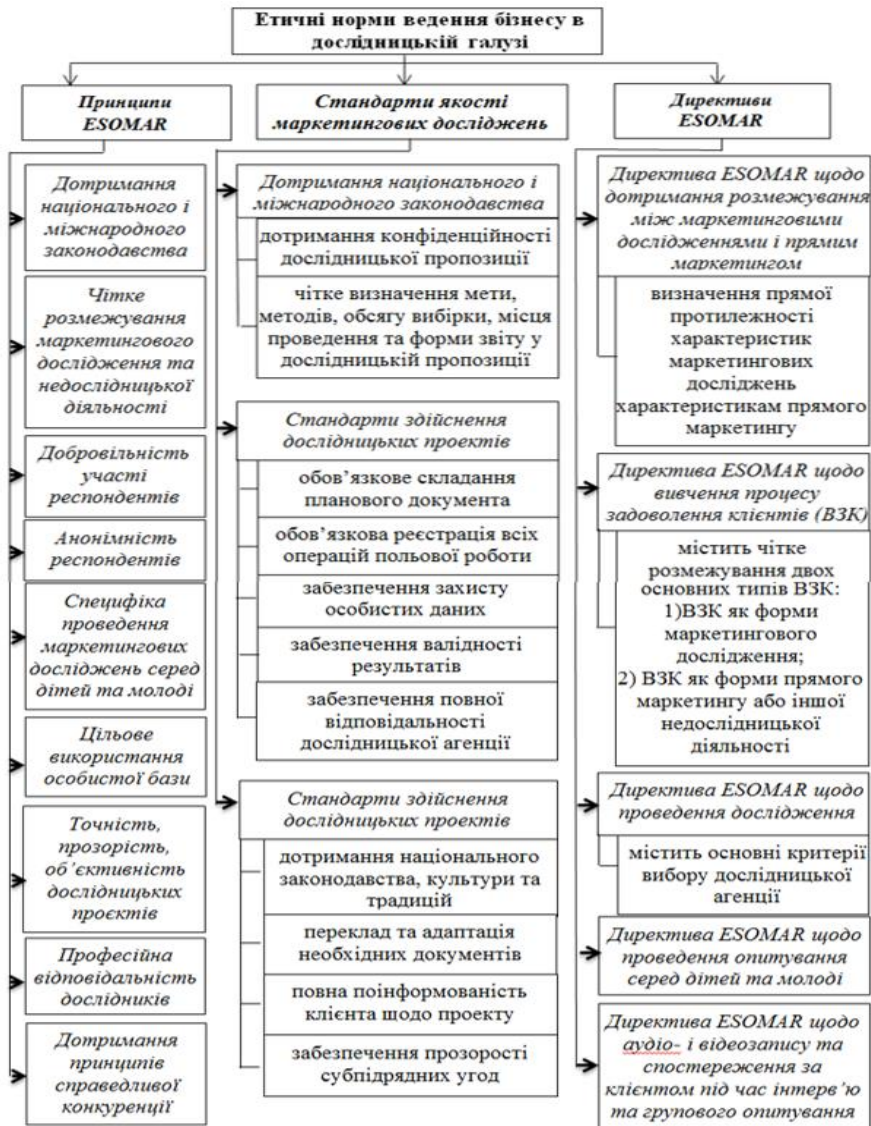 Етичні норми ведення бізнесу в
дослідницькій галузі
Принципи
ESOMAR
Дотримання
національного і
міжнародного
законодавства
Чітке
розмежування
маркетингового
дослідження та
недослідницької
діяльності
Добровільність
участі
респондентів
Анонімність
респондентів
Специфіка
проведення
маркетингових
досліджень серед
дітей та молоді
Цільове
використання
особистої бази
Точність,
прозорість,
об’єктивність
дослідницьких
проєктів
Професійна
відповідальність
дослідників
Дотримання
принципів
справедливої
конкуренції
Стандарти якості
маркетингових досліджень
Дотримання національного і
міжнародного законодавства
дотримання конфіденційності
дослідницької пропозиції
чітке визначення мети,
методів, обсягу вибірки, місця
проведення та форми звіту у
дослідницькій пропозиції
Стандарти здійснення
дослідницьких проектів
обов’язкове складання
планового документа
обов’язкова реєстрація всіх
операцій польової роботи
забезпечення захисту
особистих даних
забезпечення валідності
результатів
забезпечення повної
відповідальності
дослідницької агенції
Стандарти здійснення
дослідницьких проектів
дотримання національного
законодавства, культури та
традицій
переклад та адаптація
необхідних документів
повна поінформованість
клієнта щодо проекту
забезпечення прозорості
субпідрядних угод
Директиви
ESOMAR
Директива ESOMAR щодо
дотримання розмежування
між маркетинговими
дослідженнями і прямим
маркетингом
визначення прямої
протилежності
характеристик
маркетингових
досліджень
характеристикам прямого
маркетингу
Директива ESOMAR щодо
вивчення процесу
задоволення клієнтів (ВЗК)
містить чітке
розмежування двох
основних типів ВЗК:
1)ВЗК як форми
маркетингового
дослідження;
2) ВЗК як форми прямого
маркетингу або іншої
недослідницької
діяльності
Директива ESOMAR щодо
проведення дослідження
містить основні критерії
вибору дослідницької
агенції
Директива ESOMAR щодо
проведення опитування
серед дітей та молоді
Директива ESOMAR щодо
аудіо- і відеозапису та
спостереження за
клієнтом під час інтерв’ю
та групового опитування